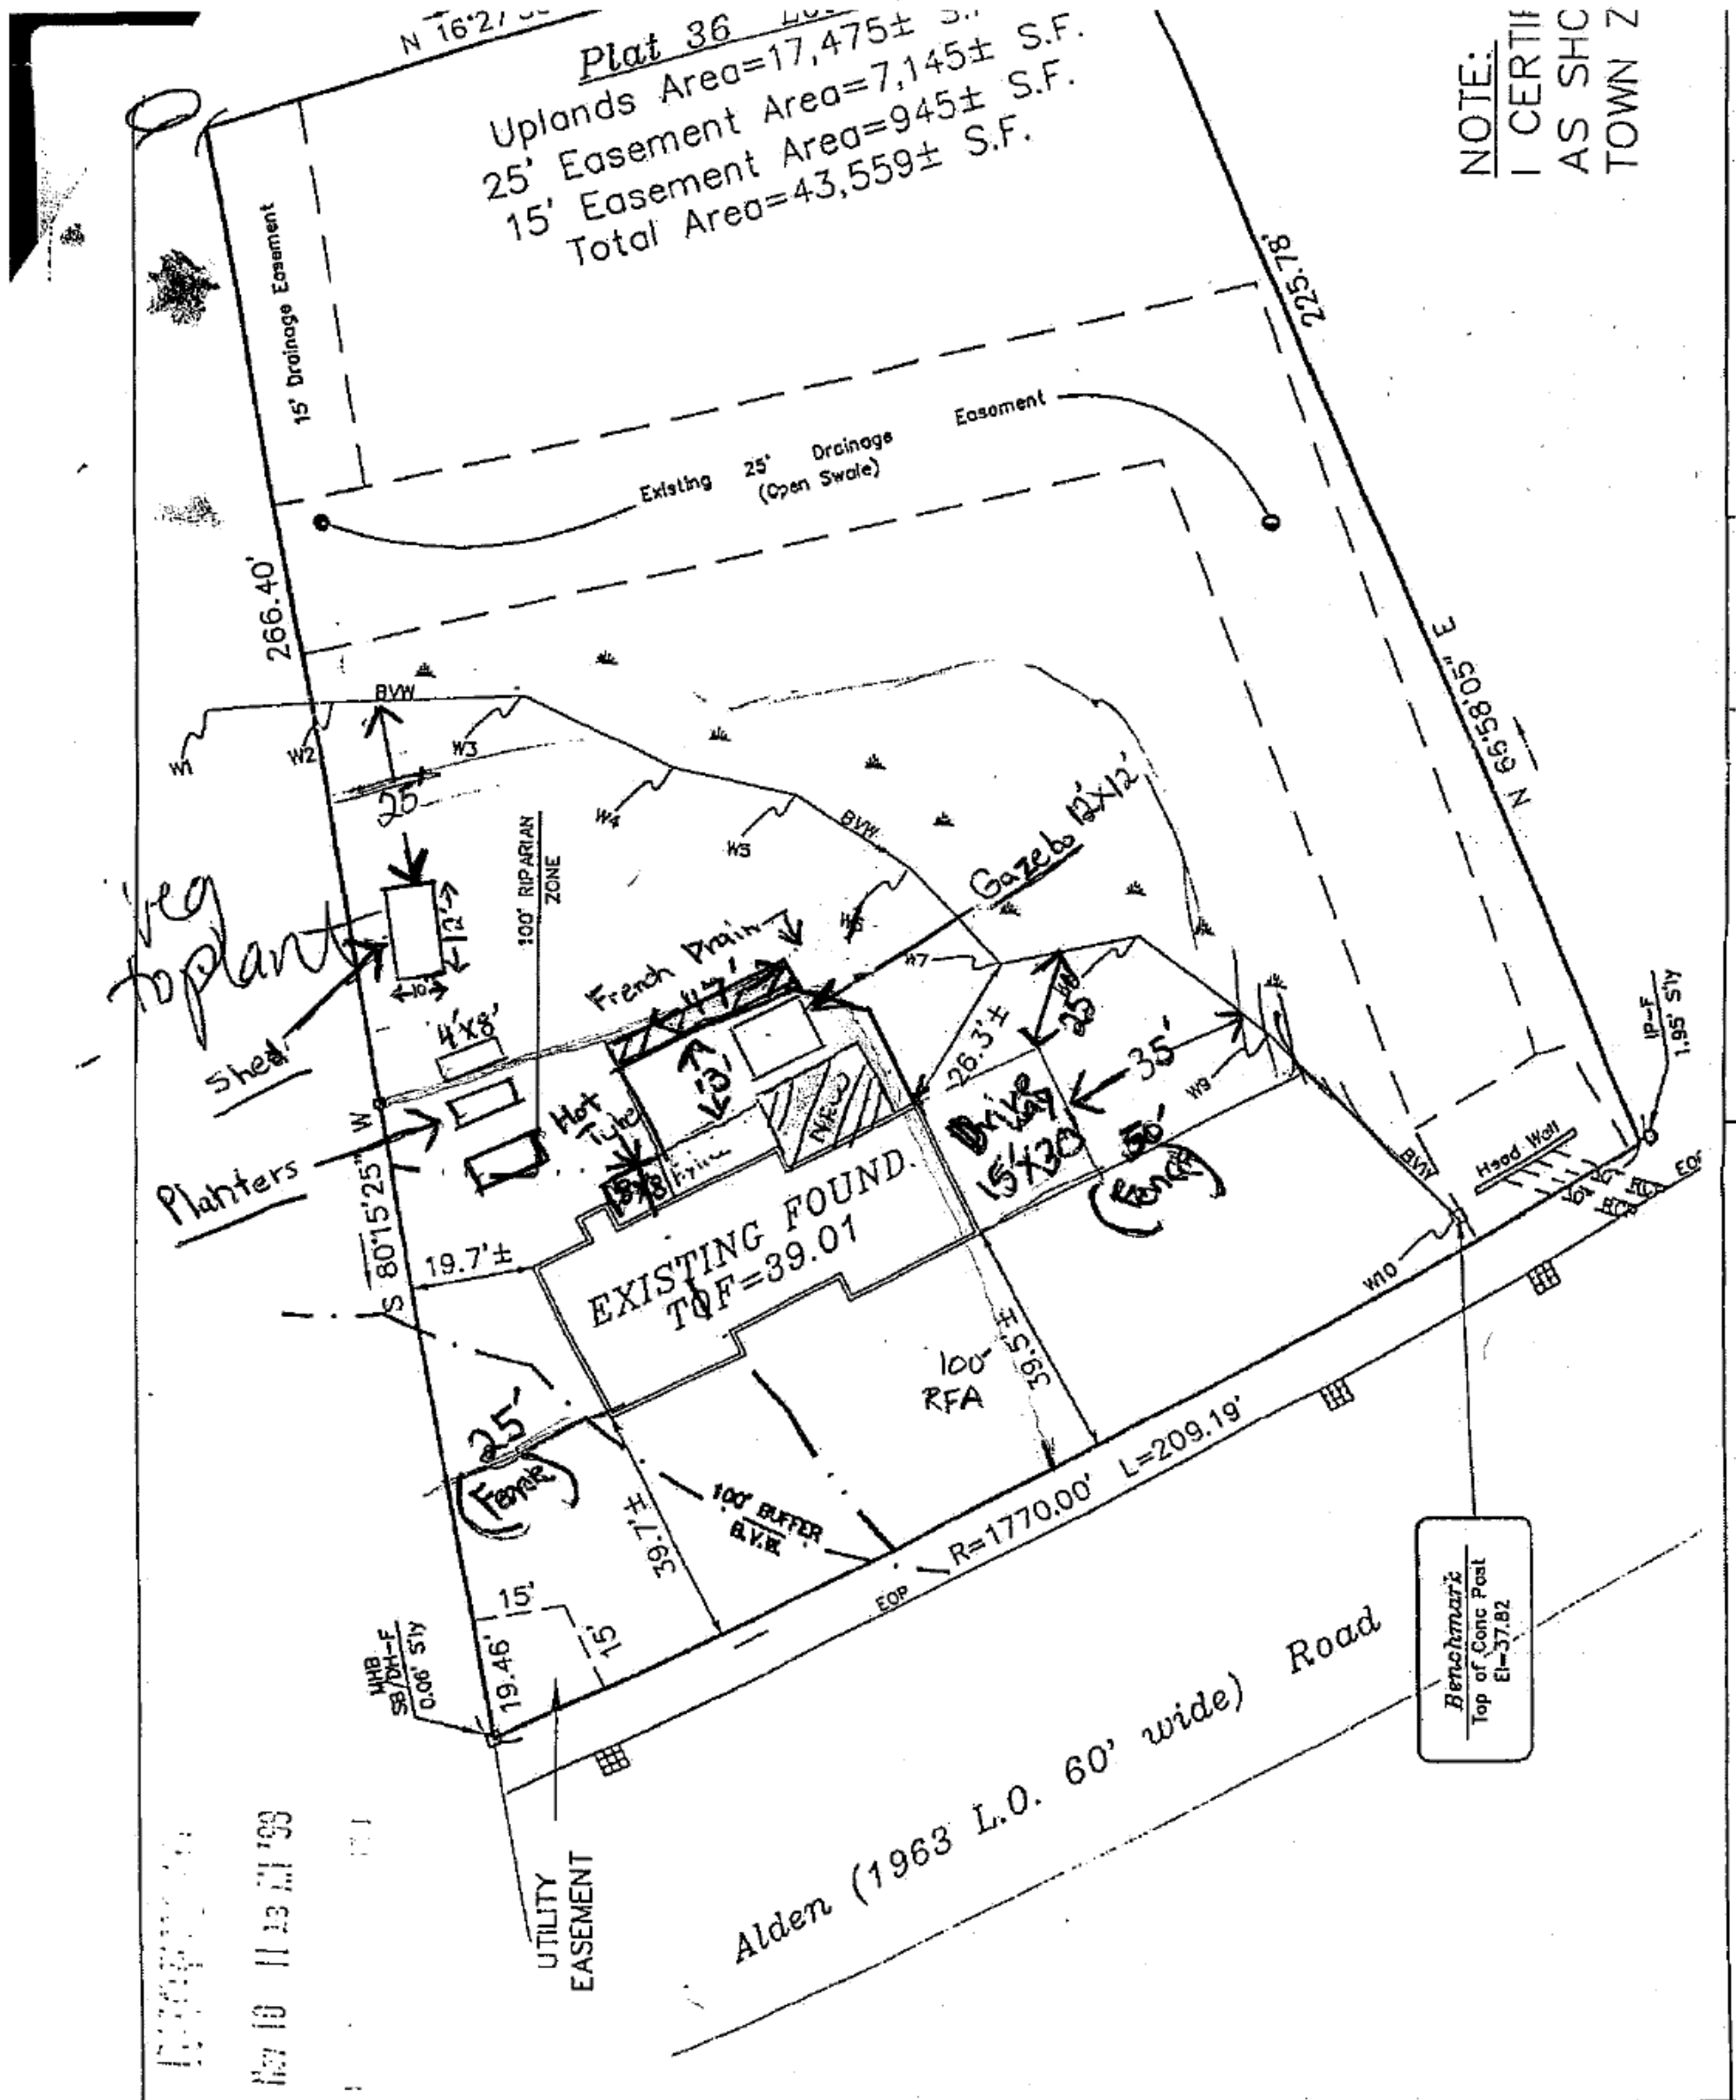 N 16°27'
Plat 36
Uplands Area=17,475± S.F.
25' Easement Area=7,145± S.F.
15' Easement Area=945± S.F.
Total Area=43,559± S.F.
NOTE:
I CERTIF
AS SHO
TOWN Z
15' Drainage Easement
225.78'
Existing 25' Drainage Easement
(Open Swale)
266.40'
N 66°58'05" E
BVW
W1
W2
W3
W4
W5
BVW
25'
100' RIPARIAN
ZONE
Gazebo 12'x12'
veg
to plant
12'
10'
Shed
4'x8'
French Drain
47'
W6
W7
W8
25'
26.3'±
35'
W9
IP-F
1.95' S'ly
13'
NEW
Hot
Tub
Planters
Drive
way
15'x30'
50'
(Fence)
Head Wall
BVW
EOP
S 80°15'25" W
19.7'±
EXISTING FOUND.
TOF=39.01
W10
100'
RFA
39.5'±
25'
(Fence)
39.7'±
100' BUFFER
B.V.W.
R=1770.00' L=209.19'
EOP
15'
15'
19.46'
MHB
SB/DH-F
0.06' S'ly
Benchmark
Top of Conc Post
El=37.82
UTILITY
EASEMENT
Alden (1963 L.O. 60' wide) Road